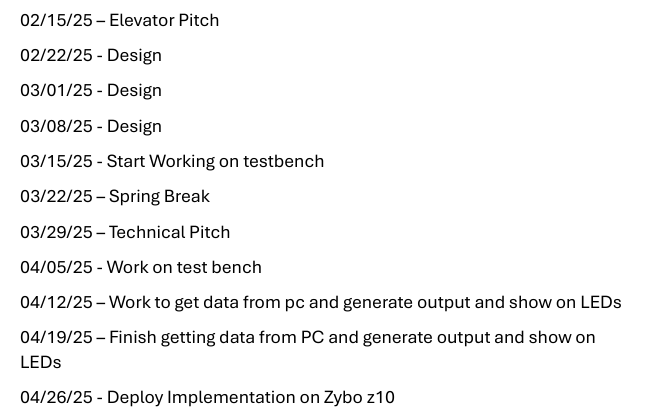 02/15/25 – Elevator Pitch
02/22/25 - Design
03/01/25 - Design
03/08/25 - Design
03/15/25 - Start Working on testbench
03/22/25 – Spring Break
03/29/25 – Technical Pitch
04/05/25 - Work on test bench
04/12/25 – Work to get data from pc and generate output and show on LEDs
04/19/25 – Finish getting data from PC and generate output and show on
LEDs
04/26/25 - Deploy Implementation on Zybo z10